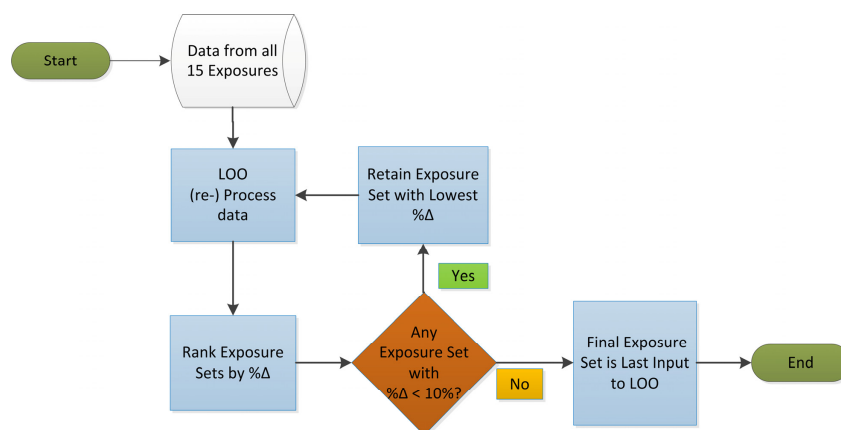 Start
Data from all
15 Exposures
LOO
(re-) Process
data
Retain Exposure
Set with Lowest
%Δ
Yes
Rank Exposure
Sets by %Δ
Any
Exposure Set
with
%Δ < 10%?
No
Final Exposure
Set is Last Input
to LOO
End